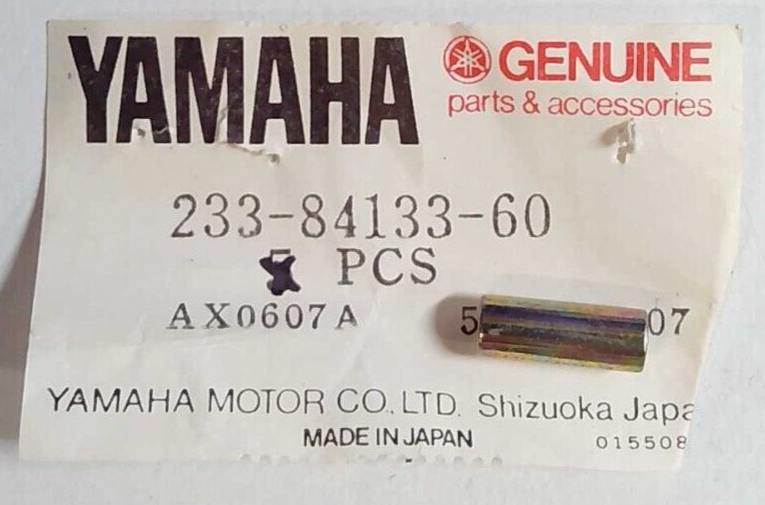 YAMAHA GENUINE
parts & accessories
233-84133-60
PCS
AX0607A 5 07
YAMAHA MOTOR CO.,LTD. Shizuoka Japa
MADE IN JAPAN 015508